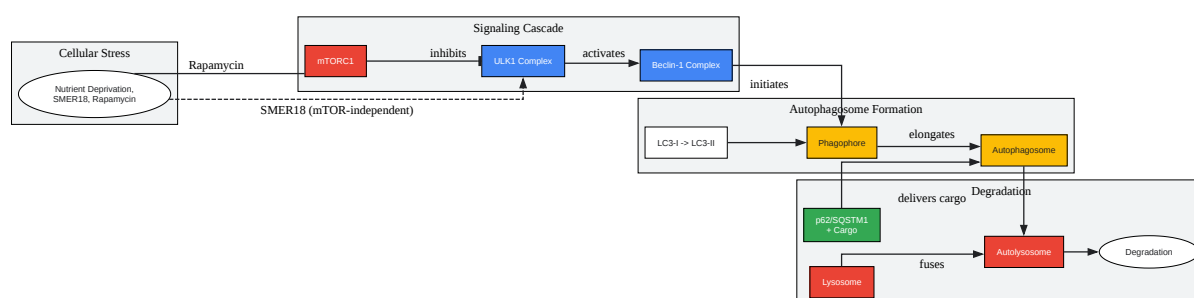 Signaling Cascade
Cellular Stress
Rapamycin
mTORC1
inhibits
ULK1 Complex
activates
Beclin-1 Complex
Nutrient Deprivation,
SMER18, Rapamycin
SMER18 (mTOR-independent)
initiates
Autophagosome Formation
LC3-I -> LC3-II
Phagophore
elongates
Autophagosome
delivers cargo
Degradation
p62/SQSTM1
+ Cargo
Autolysosome
Degradation
fuses
Lysosome